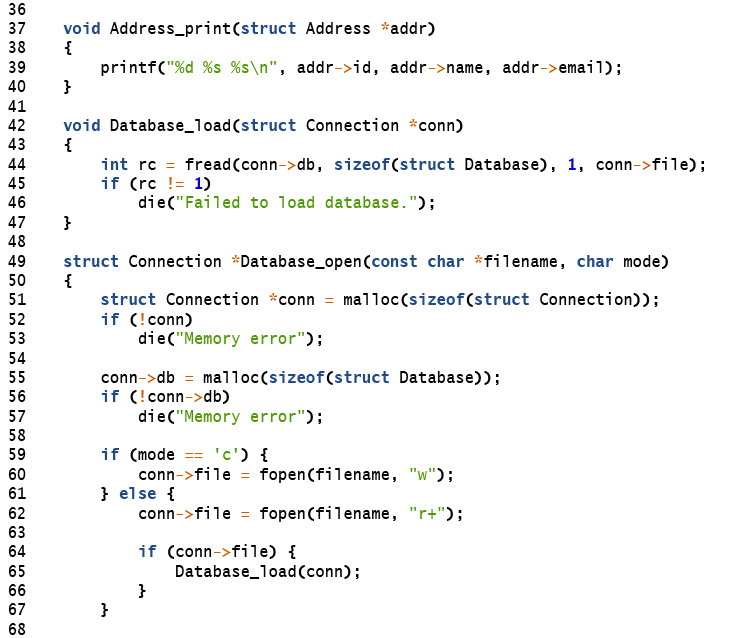 36
37    void Address_print(struct Address *addr)
38    {
39        printf("%d %s %s\n", addr->id, addr->name, addr->email);
40    }
41
42    void Database_load(struct Connection *conn)
43    {
44        int rc = fread(conn->db, sizeof(struct Database), 1, conn->file);
45        if (rc != 1)
46            die("Failed to load database.");
47    }
48
49    struct Connection *Database_open(const char *filename, char mode)
50    {
51        struct Connection *conn = malloc(sizeof(struct Connection));
52        if (!conn)
53            die("Memory error");
54
55        conn->db = malloc(sizeof(struct Database));
56        if (!conn->db)
57            die("Memory error");
58
59        if (mode == 'c') {
60            conn->file = fopen(filename, "w");
61        } else {
62            conn->file = fopen(filename, "r+");
63
64            if (conn->file) {
65                Database_load(conn);
66            }
67        }
68